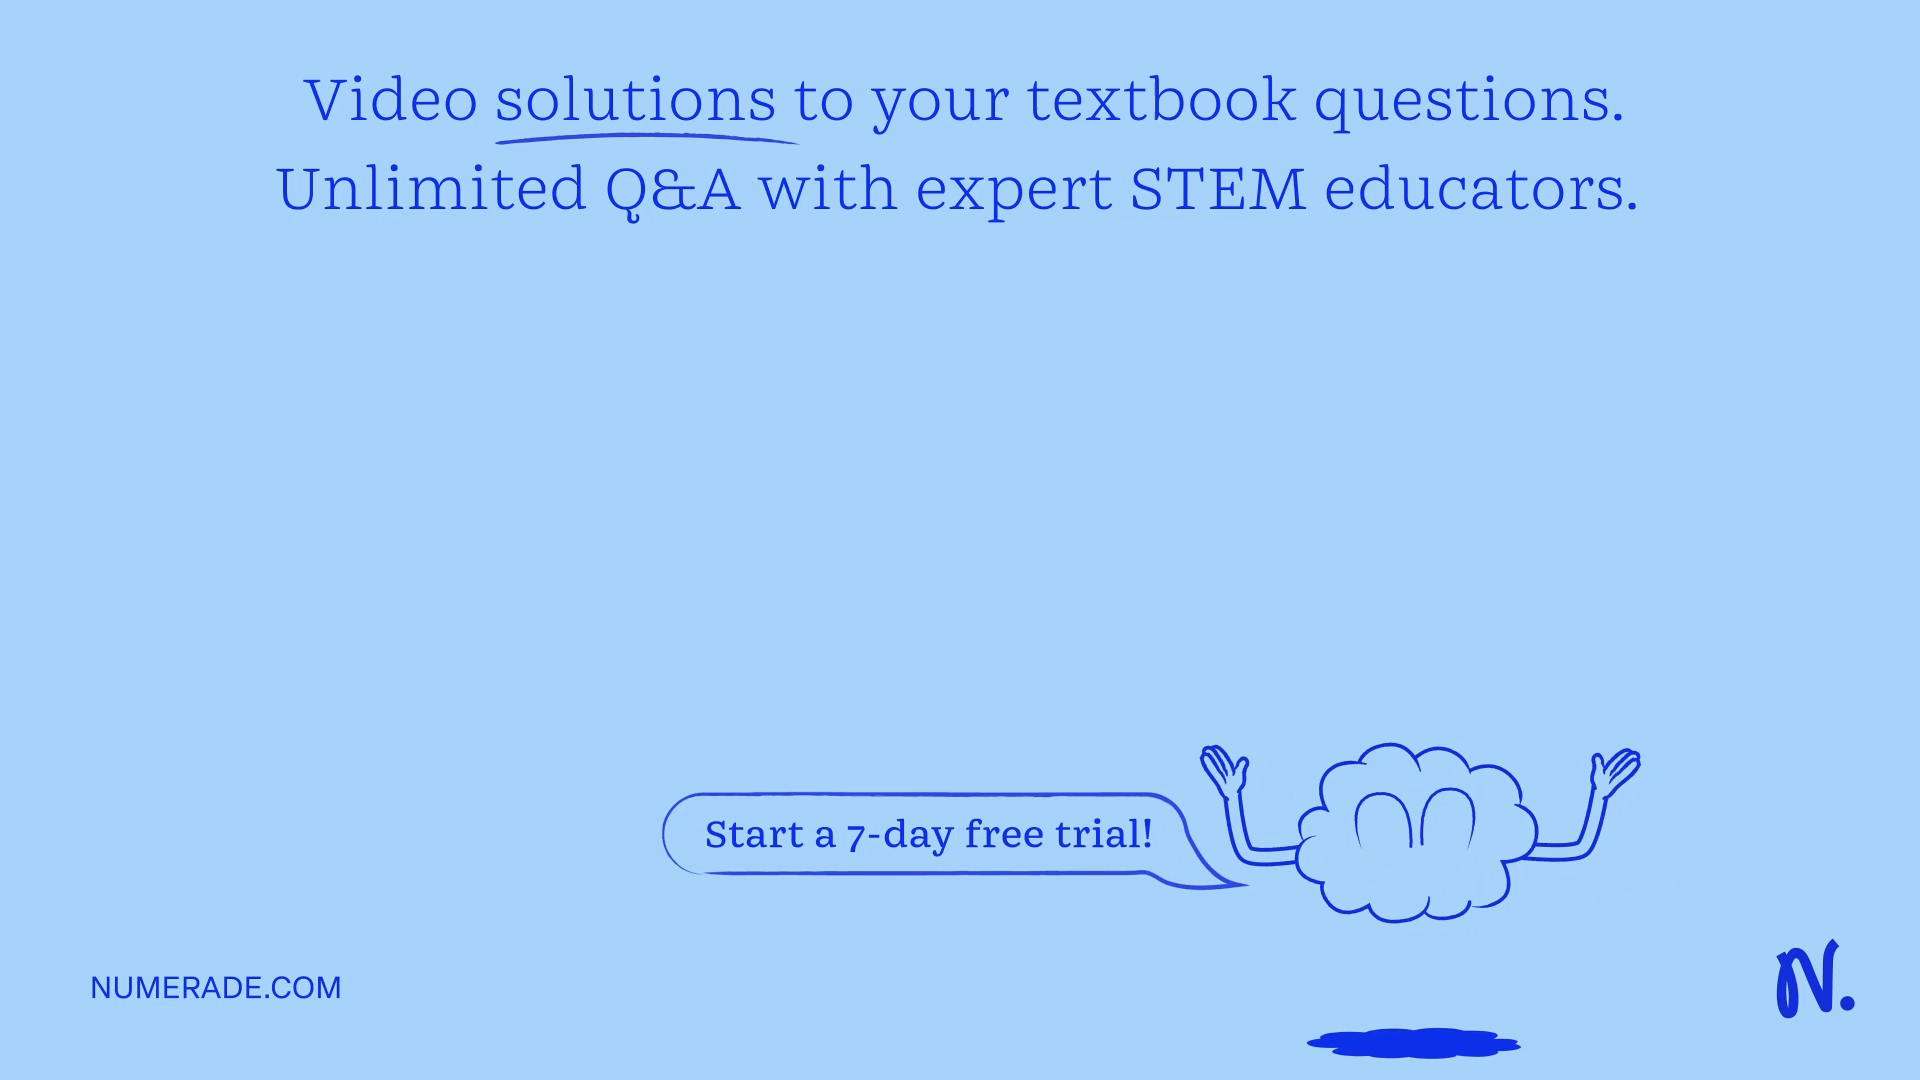 Video solutions to your textbook questions.
Unlimited Q&A with expert STEM educators.
Start a 7-day free trial!
NUMERADE.COM
N.